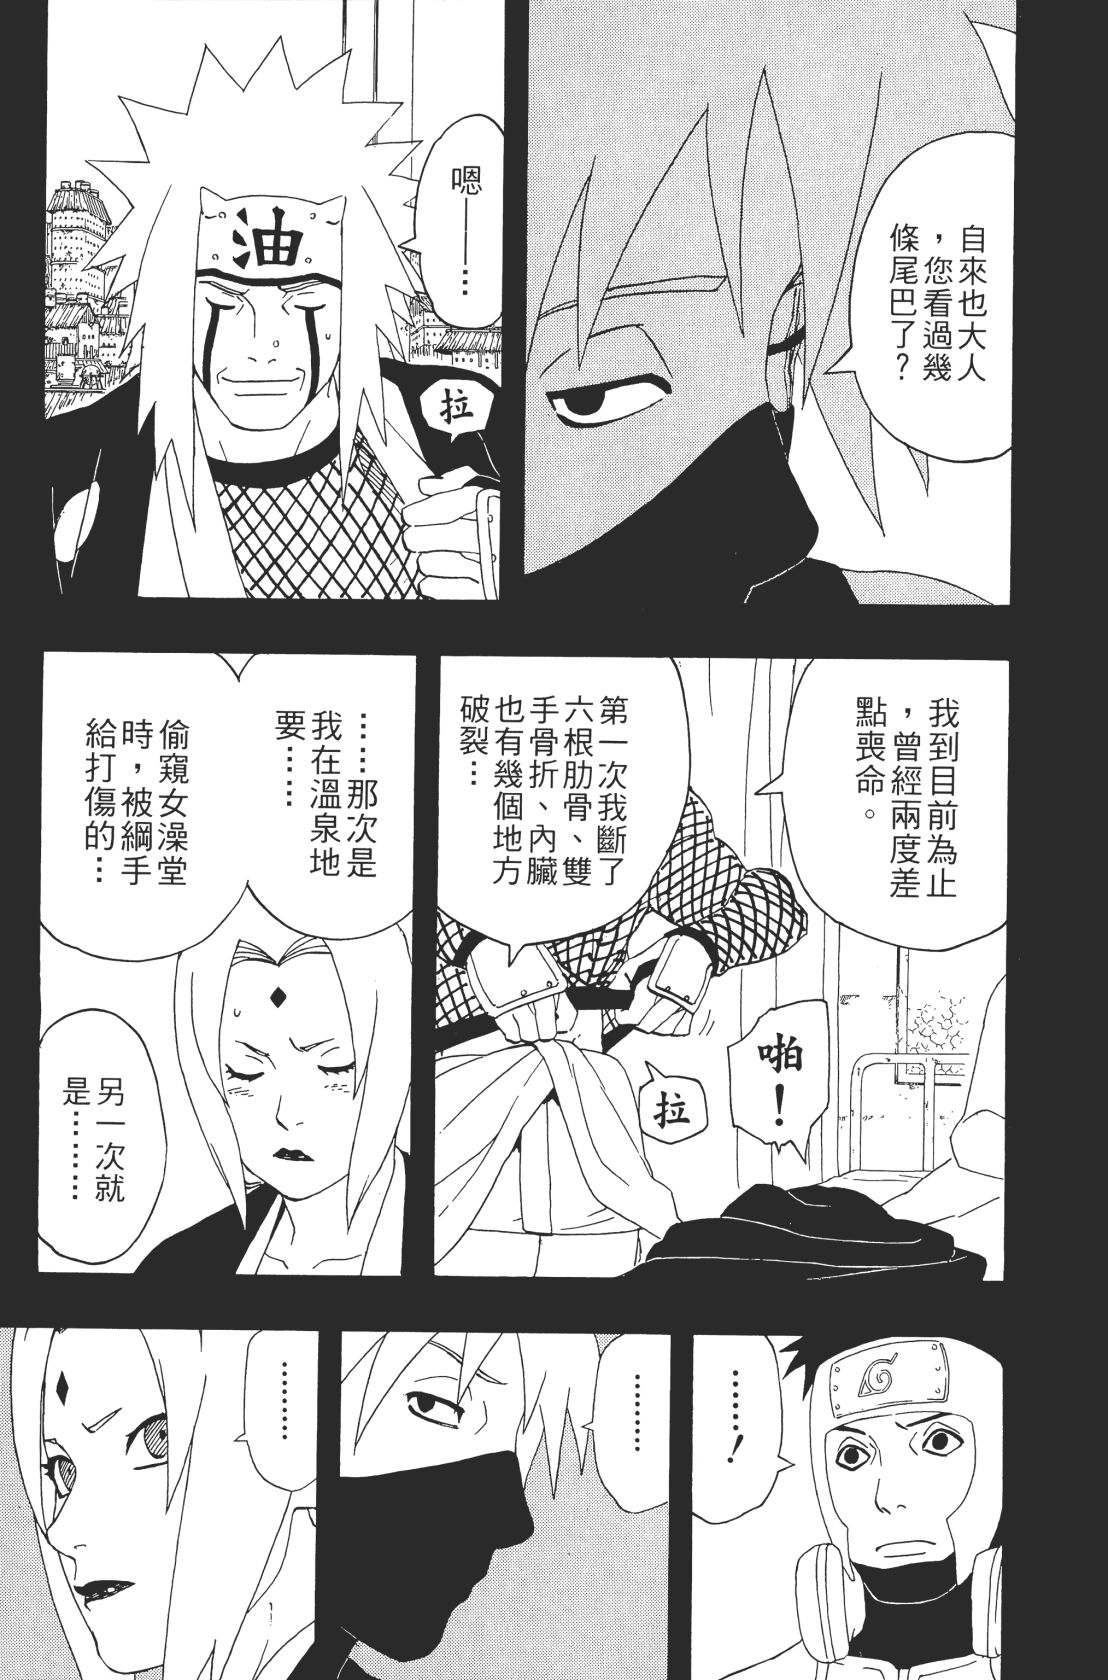 自來也大人
，您看過幾
條尾巴了？
嗯——…
油
拉
我到目前為止
，曾經兩度差
點喪命。
第一次我斷了
六根肋骨、雙
手骨折、內臟
也有幾個地方
破裂…
啪！
拉
……那次是
我在溫泉地
要……
偷窺女澡堂
時，被綱手
給打傷的…
另一次就
是………
……！
………
………